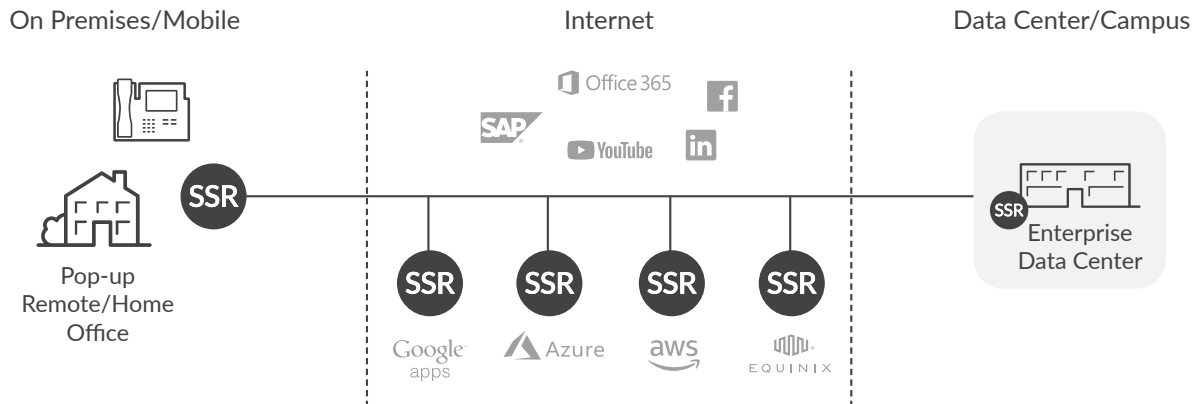 On Premises/Mobile
Internet
Data Center/Campus
Office 365
SAP
YouTube
in
SSR
SSR
Enterprise
Data Center
Pop-up
Remote/Home
Office
SSR
SSR
SSR
SSR
Google
apps
Azure
aws
EQUINIX